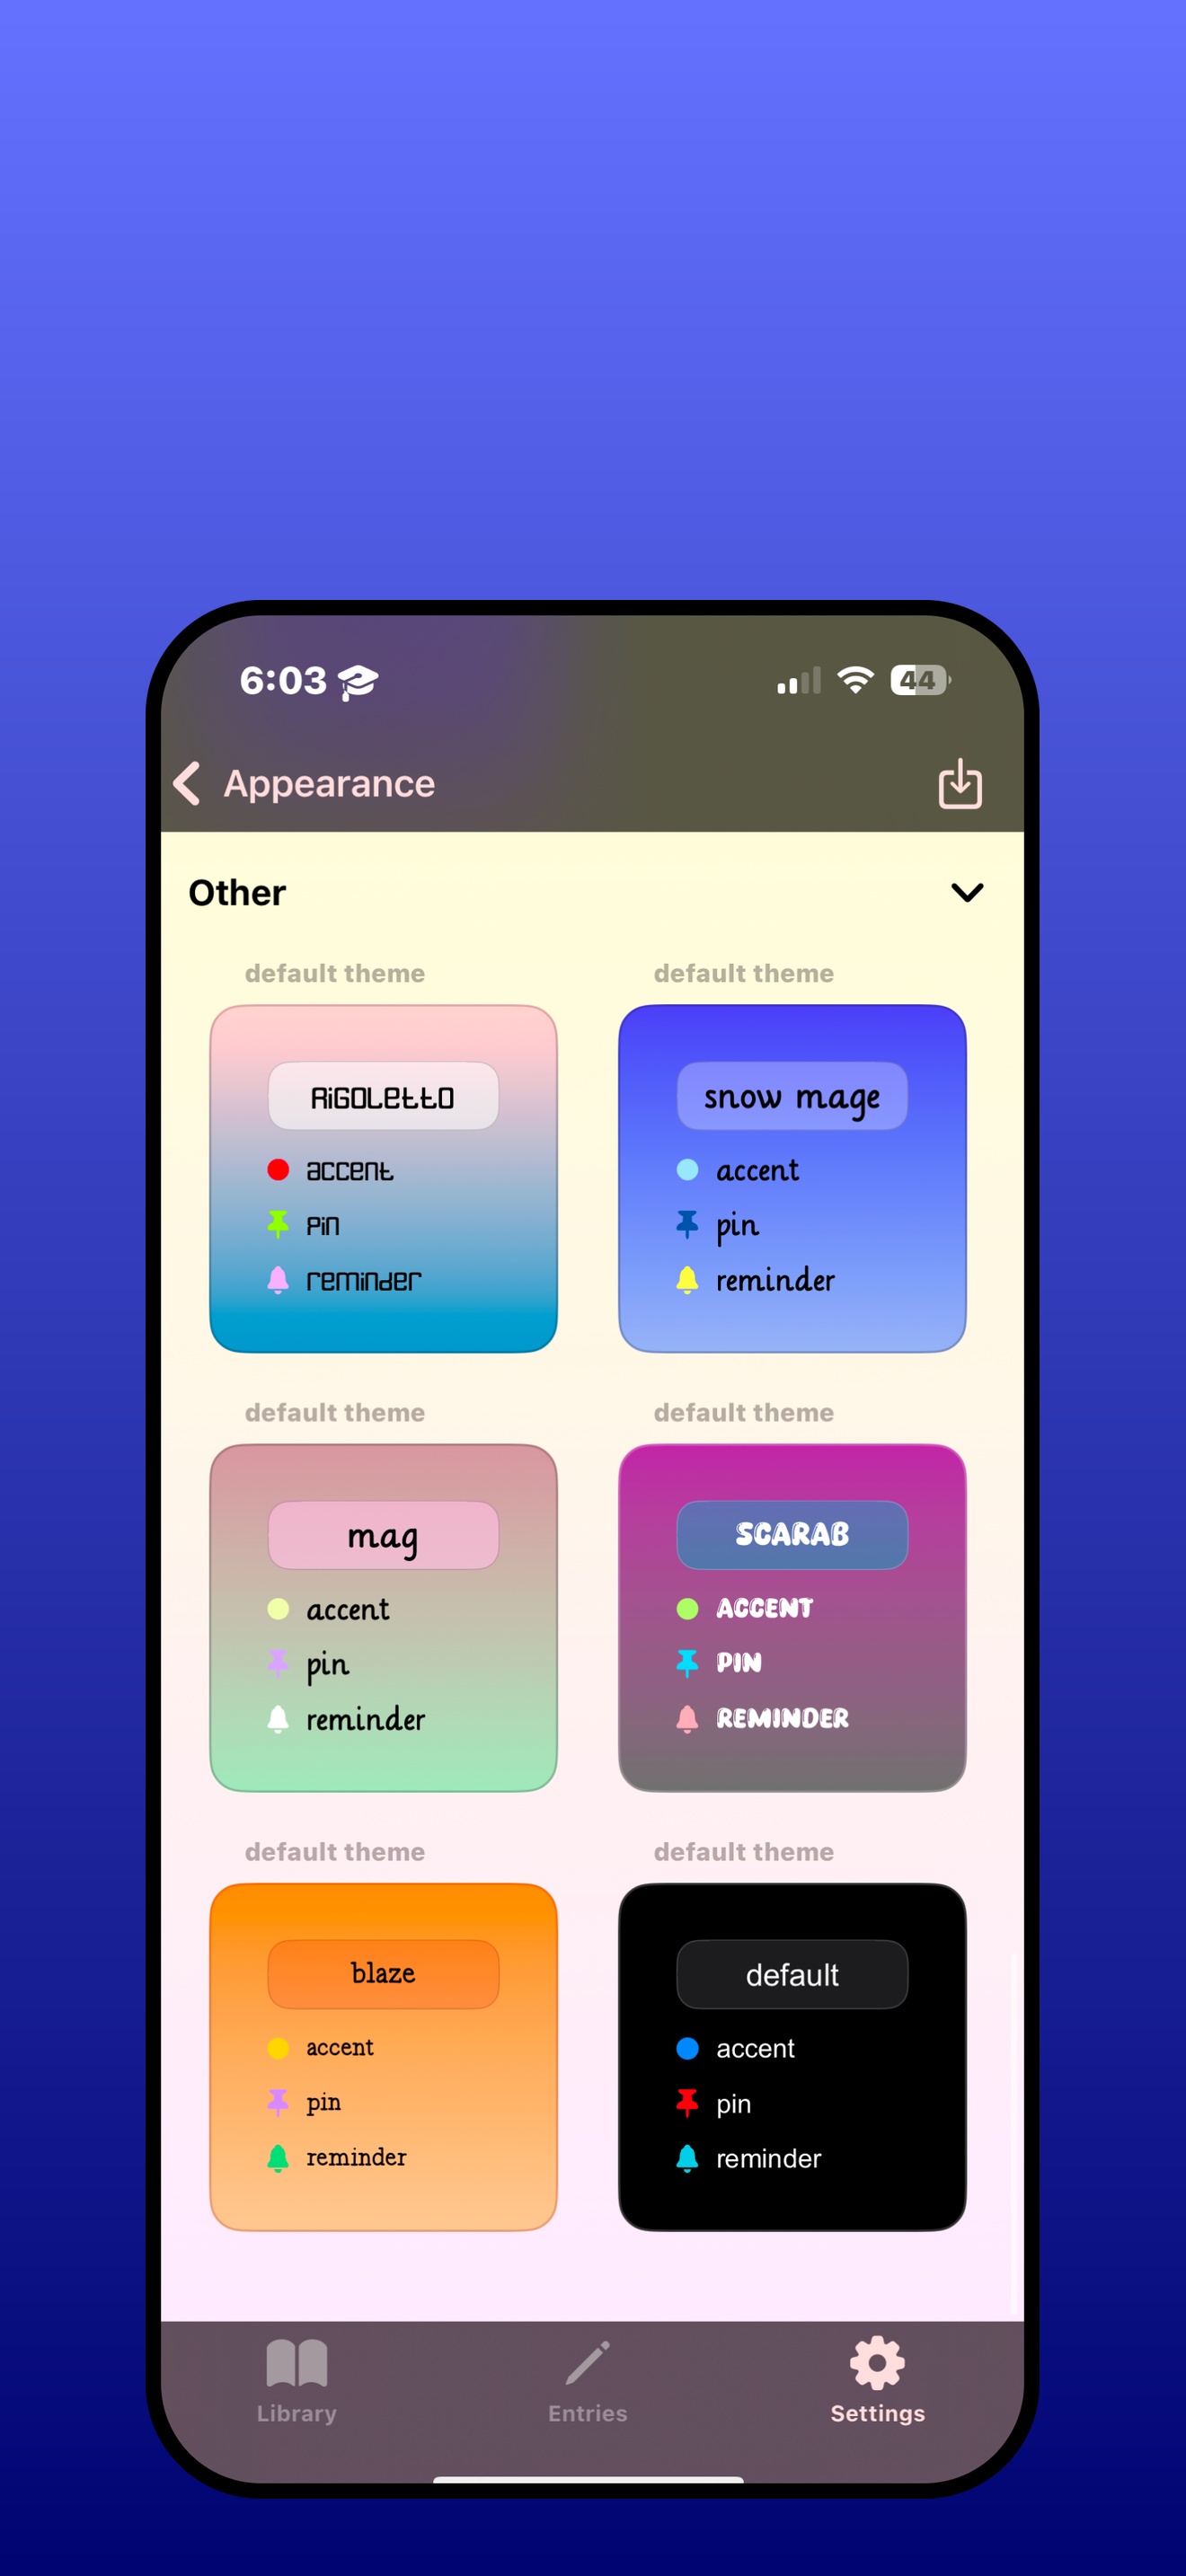 6:03
44
Appearance
Other
default theme
default theme
RiGOLettO
snow mage
accent
accent
Pin
pin
reminder
reminder
default theme
default theme
mag
SCARAB
accent
ACCENT
pin
PIN
reminder
REMINDER
default theme
default theme
blaze
default
accent
accent
pin
pin
reminder
reminder
Library
Entries
Settings